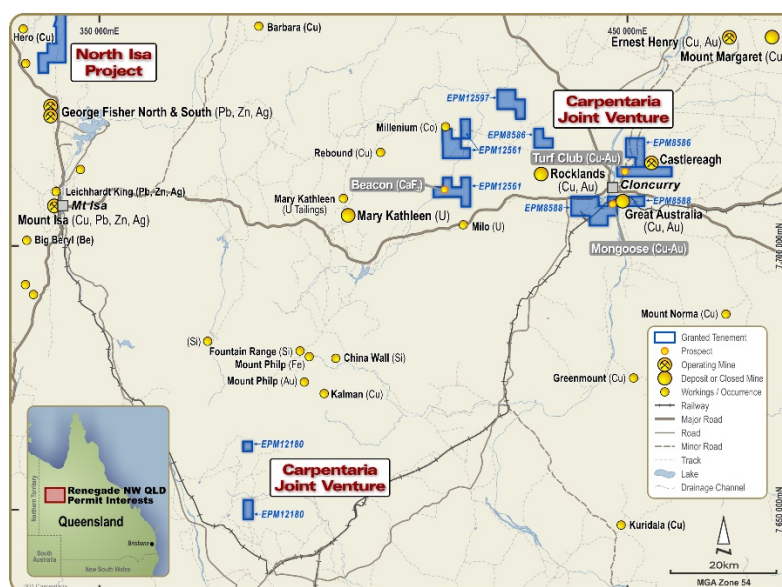 350 000mE
450 000mE
Hero (Cu)
Barbara (Cu)
Ernest Henry (Cu, Au)
Mount Margaret (Cu
North Isa
Project
George Fisher North & South (Pb, Zn, Ag)
EPM12597
Carpentaria
Joint Venture
Millenium (Co)
EPM8586
EPM8586
Rebound (Cu)
EPM12561
Turf Club (Cu-Au)
Castlereagh
Rocklands
(Cu, Au)
Cloncurry
Leichhardt King (Pb, Zn, Ag)
Mt Isa
Mary Kathleen
(U Tailings)
Beacon (CaF₂)
EPM12561
Mount Isa (Cu, Pb, Zn, Ag)
Mary Kathleen (U)
Milo (U)
EPM8588
EPM8588
Great Australia
(Cu, Au)
Big Beryl (Be)
Mongoose (Cu-Au)
7 700 000mN
Mount Norma (Cu)
(Si)
Fountain Range (Si)
Mount Philp (Fe)
China Wall (Si)
Mount Philp (Au)
Kalman (Cu)
Greenmount (Cu)
Granted Tenement
Prospect
Operating Mine
Deposit or Closed Mine
Workings / Occurrence
Railway
Major Road
Road
Minor Road
Track
Lake
Drainage Channel
EPM12180
Carpentaria
Joint Venture
EPM12180
Renegade NW QLD
Permit Interests
Northern Territory
Queensland
Brisbane
South
Australia
New South Wales
7 650 000mN
Kuridala (Cu)
N
20km
MGA Zone 54